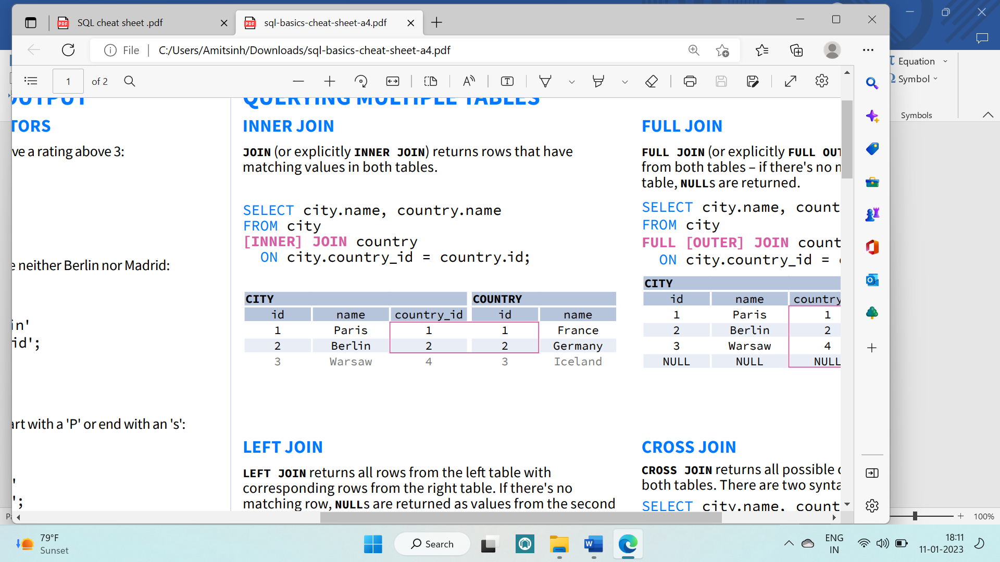 SQL cheat sheet .pdf
sql-basics-cheat-sheet-a4.pdf
File
C:/Users/Amitsinh/Downloads/sql-basics-cheat-sheet-a4.pdf
1 of 2
Equation
Symbol
Symbols
OUTPUT
TORS
ve a rating above 3:
e neither Berlin nor Madrid:
in'
id';
art with a 'P' or end with an 's':
'
';
QUERYING MULTIPLE TABLES
INNER JOIN
JOIN (or explicitly INNER JOIN) returns rows that have
matching values in both tables.
SELECT city.name, country.name
FROM city
[INNER] JOIN country
ON city.country_id = country.id;
CITY COUNTRY
id name country_id id name
1 Paris 1 1 France
2 Berlin 2 2 Germany
3 Warsaw 4 3 Iceland
LEFT JOIN
LEFT JOIN returns all rows from the left table with
corresponding rows from the right table. If there's no
matching row, NULLs are returned as values from the second
FULL JOIN
FULL JOIN (or explicitly FULL OUT
from both tables – if there's no m
table, NULLs are returned.
SELECT city.name, count
FROM city
FULL [OUTER] JOIN count
ON city.country_id =
CITY
id name country
1 Paris 1
2 Berlin 2
3 Warsaw 4
NULL NULL NULL
CROSS JOIN
CROSS JOIN returns all possible c
both tables. There are two synta
SELECT city.name, count
100%
79°F
Sunset
Search
ENG
IN
18:11
11-01-2023